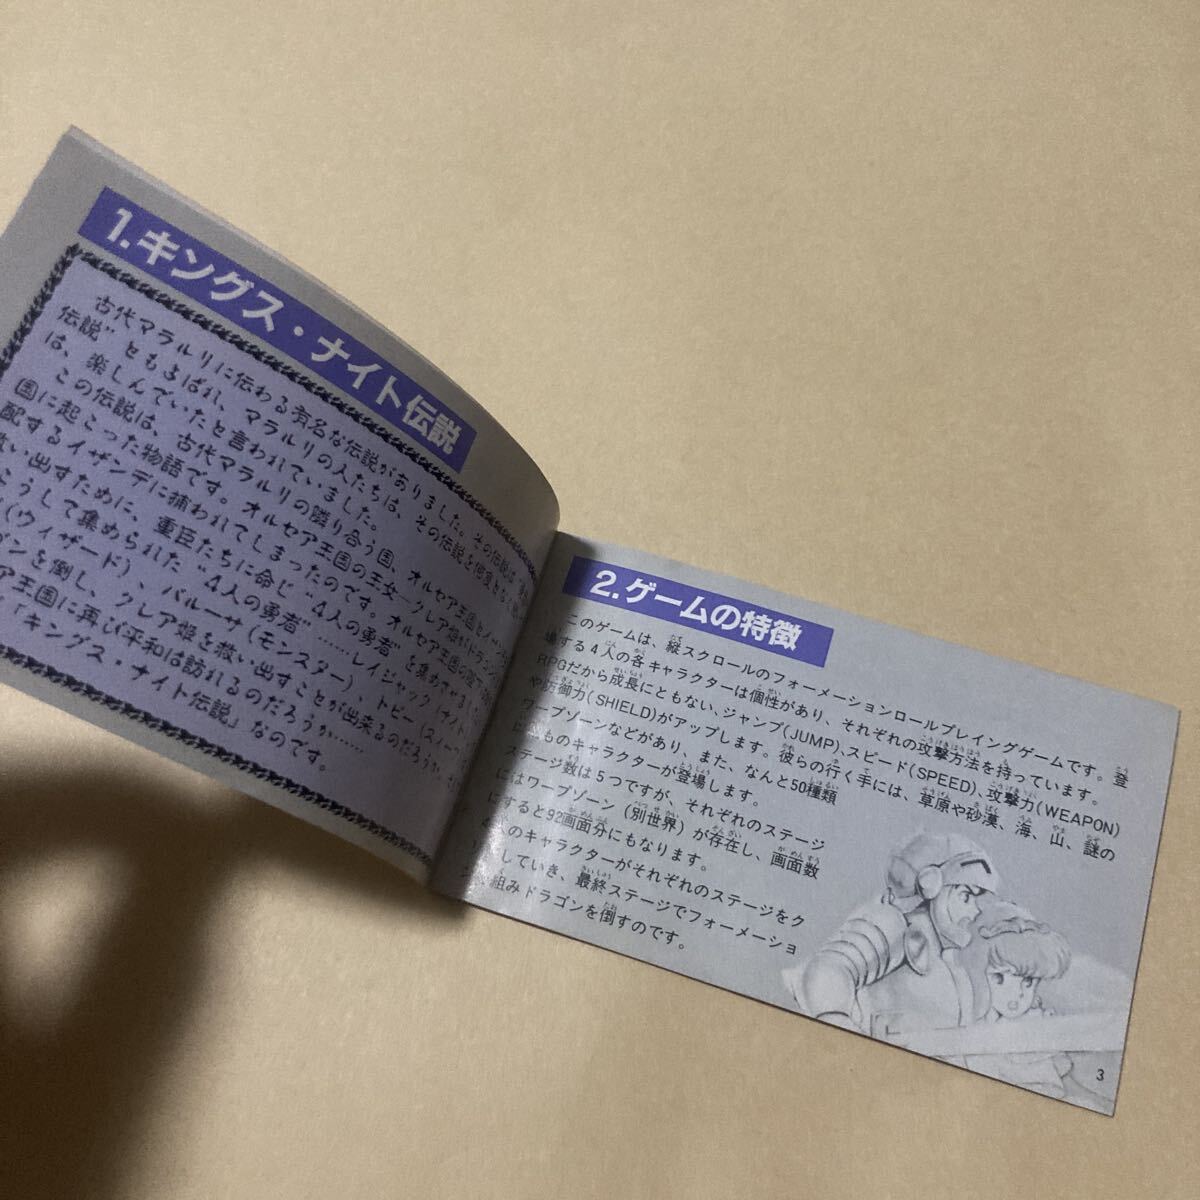 1.キングス・ナイト伝説
古代マラルリに伝わる有名な伝説がありました。その伝説は
伝説”ともよばれ、マラルリの人たちは、その伝説を何度となく
は、楽しんでいたと言われていました。
この伝説は、古代マラルリの隣り合う国、オルセア王国と
国に起こった物語です。オルセア王国の王女—クレア姫がドラゴン
配するイザンデに捕われてしまったのです。オルセア王国の
い出すために、重臣たちに命じ“4人の勇者”を集めさせました。
こうして集められた“4人の勇者”……レイジャック(ナイト)
(ウィザード)、バルーサ(モンスター)、トビー(
ゴンを倒し、クレア姫を救い出すことが出来るのだろうか。
ア王国に再び平和は訪れるのだろうか……
「キングス・ナイト伝説」なのです。
2.ゲームの特徴
このゲームは、縦スクロールのフォーメーションロールプレイングゲームです。登
場する4人の各キャラクターは個性があり、それぞれの攻撃方法を持っています。
RPGだから成長にともない、ジャンプ(JUMP)、スピード(SPEED)、攻撃力(WEAPON)
や防御力(SHIELD)がアップします。彼らの行く手には、草原や砂漠、海、山、謎の
ワープゾーンなどがあり、また、なんと50種類
ものキャラクターが登場します。
ステージ数は5つですが、それぞれのステージ
にはワープゾーン(別世界)が存在し、画面数
にすると92画面分にもなります。
4人のキャラクターがそれぞれのステージをク
していき、最終ステージでフォーメーショ
組みドラゴンを倒すのです。
3